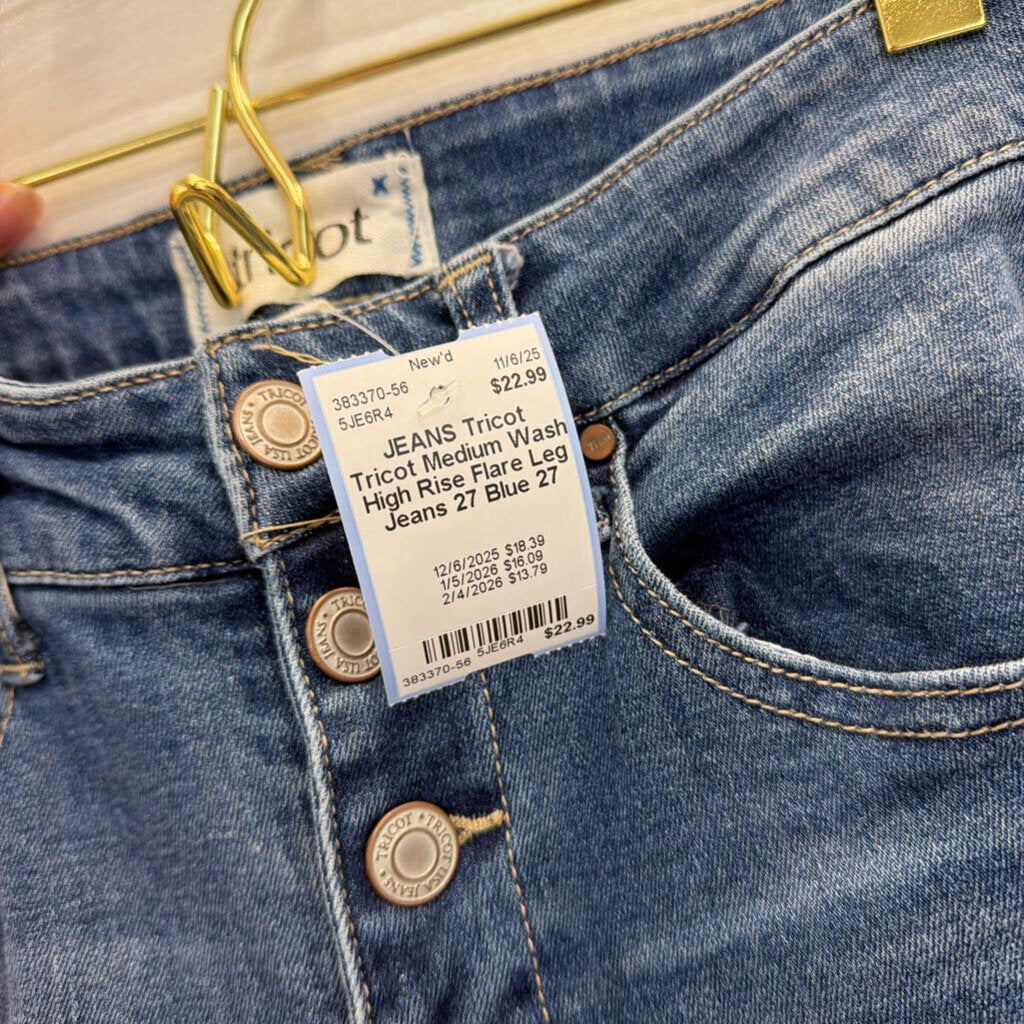 tricot
x
New'd
383370-56 11/6/25
5JE6R4 $22.99
JEANS Tricot
Tricot Medium Wash
High Rise Flare Leg
Jeans 27 Blue 27
12/6/2025 $18.39
1/5/2026 $16.09
2/4/2026 $13.79
383370-56 5JE6R4 $22.99
TRICOT USA JEANS
TRICOT USA JEANS
TRICOT * TRICOT USA JEANS *